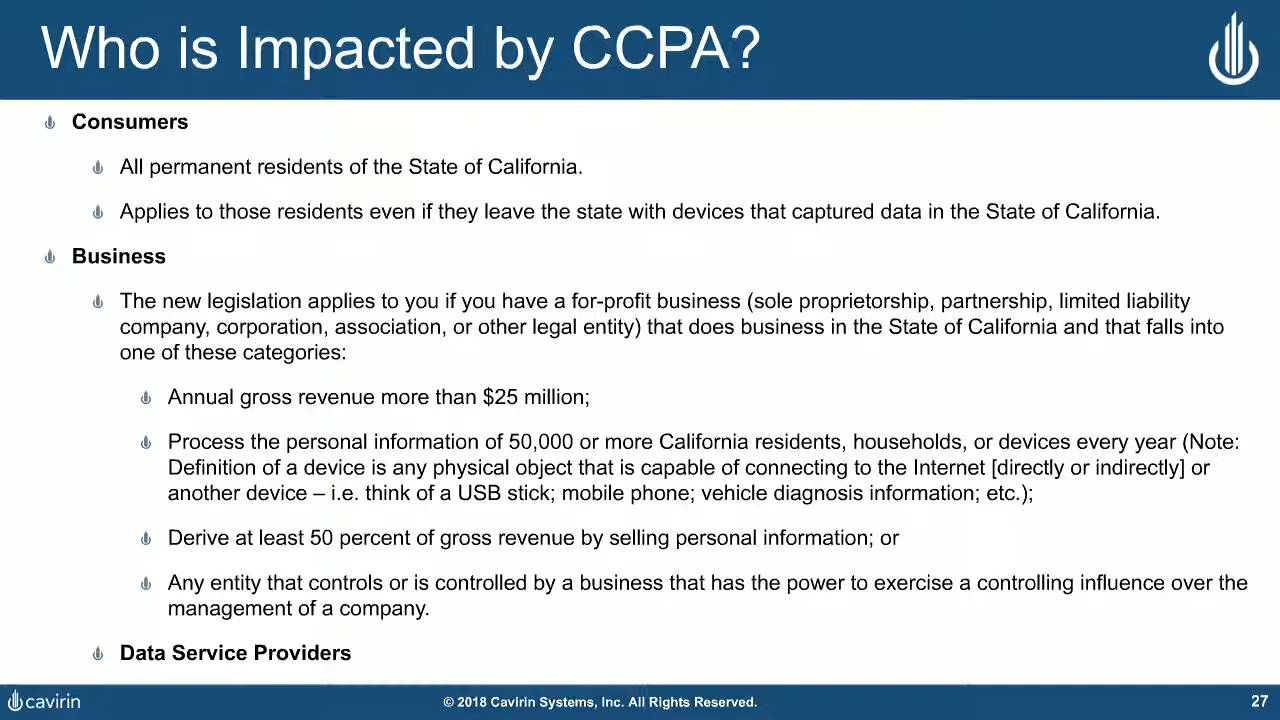 Who is Impacted by CCPA?
Consumers
All permanent residents of the State of California.
Applies to those residents even if they leave the state with devices that captured data in the State of California.
Business
The new legislation applies to you if you have a for-profit business (sole proprietorship, partnership, limited liability
company, corporation, association, or other legal entity) that does business in the State of California and that falls into
one of these categories:
Annual gross revenue more than $25 million;
Process the personal information of 50,000 or more California residents, households, or devices every year (Note:
Definition of a device is any physical object that is capable of connecting to the Internet [directly or indirectly] or
another device – i.e. think of a USB stick; mobile phone; vehicle diagnosis information; etc.);
Derive at least 50 percent of gross revenue by selling personal information; or
Any entity that controls or is controlled by a business that has the power to exercise a controlling influence over the
management of a company.
Data Service Providers
cavirin
© 2018 Cavirin Systems, Inc. All Rights Reserved.
27